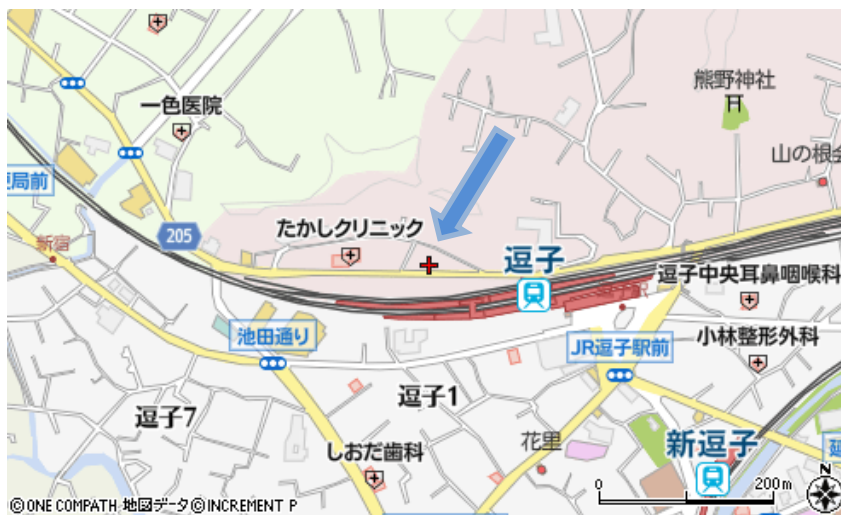 熊野神社
一色医院
山の根会
便局前
205
たかしクリニック
新宿
逗子
逗子中央耳鼻咽喉科
池田通り
JR逗子駅前
小林整形外科
逗子1
逗子7
花里
新逗子
しおだ歯科
延
N
0 200m
©ONE COMPATH 地図データ©INCREMENT P